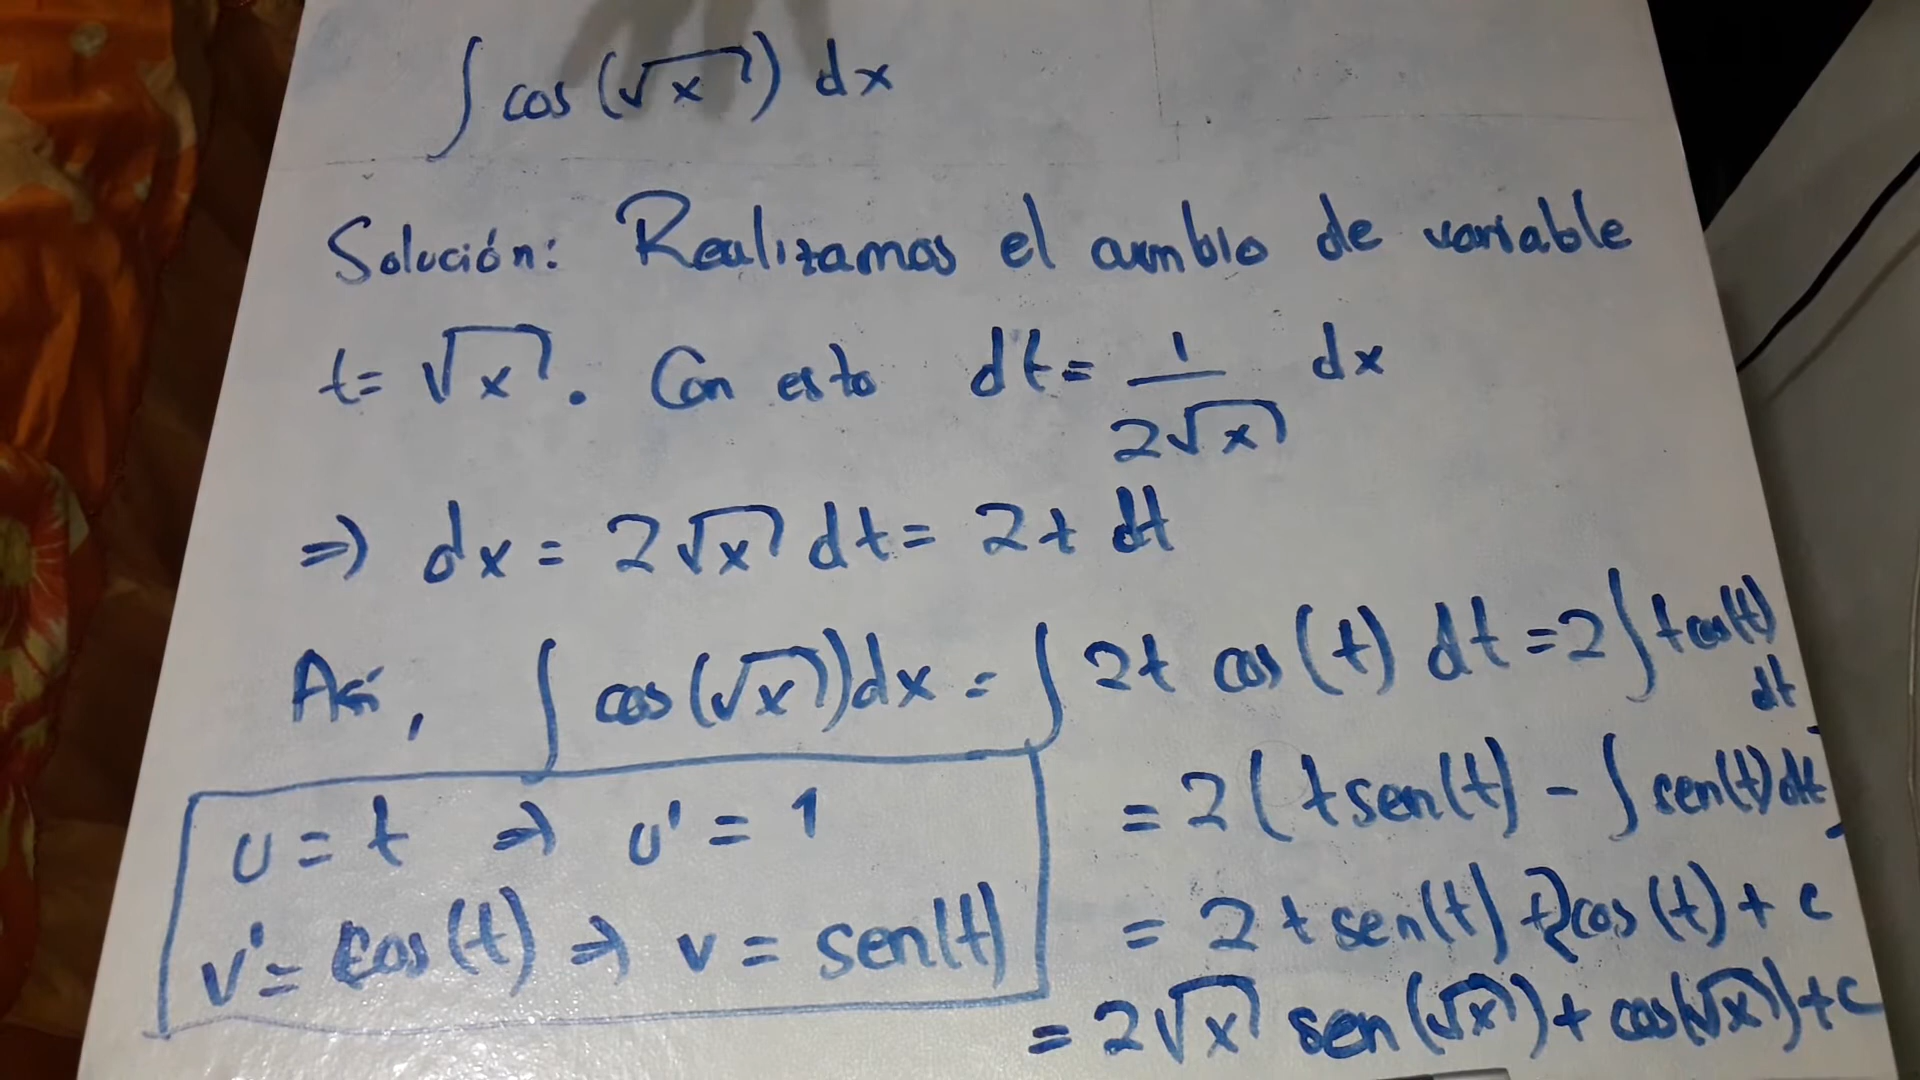 ∫ cos(√x) dx
Solución: Realizamos el cambio de variable
t = √x. Con esto dt = 1/(2√x) dx
⇒ dx = 2√x dt = 2t dt
Así, ∫ cos(√x)dx = ∫ 2t cos(t) dt = 2∫ t cos(t) dt
u = t ⇒ u' = 1
v' = cos(t) ⇒ v = sen(t)
= 2(t sen(t) - ∫ sen(t) dt)
= 2t sen(t) + 2cos(t) + c
= 2√x sen(√x) + cos(√x) + c